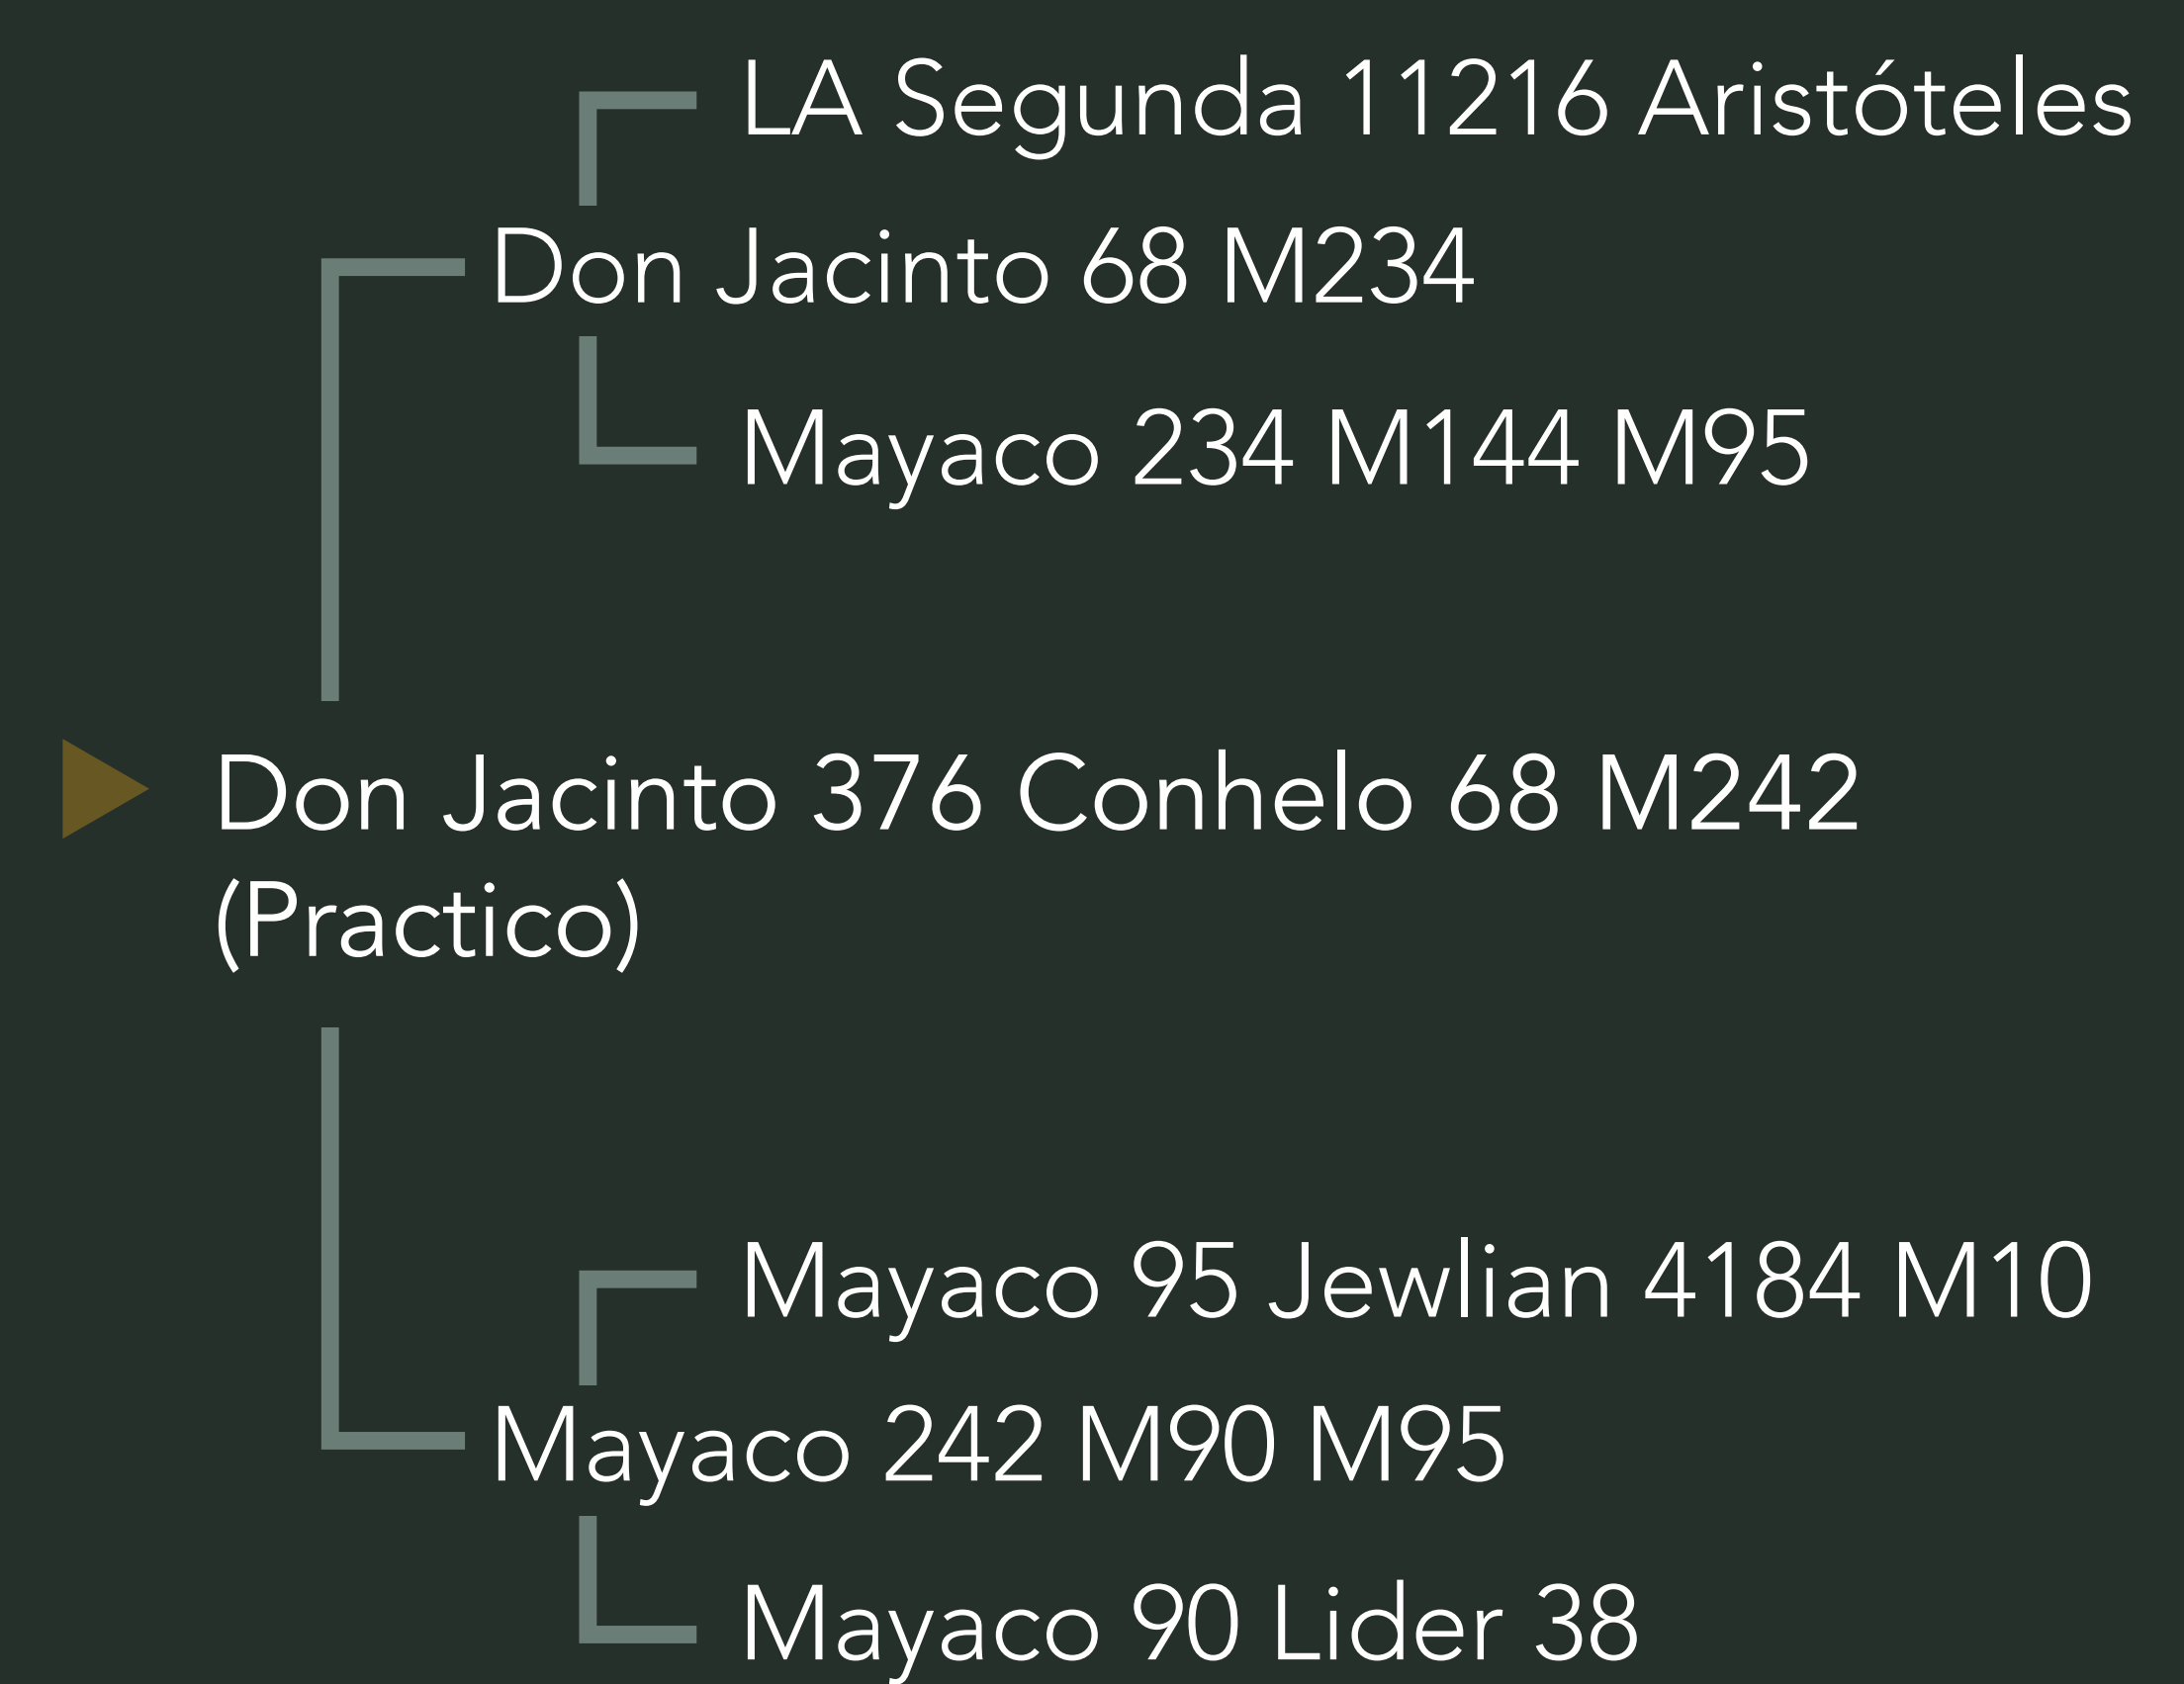 LA Segunda 11216 Aristóteles
Don Jacinto 68 M234
Mayaco 234 M144 M95
Don Jacinto 376 Conhelo 68 M242
(Practico)
Mayaco 95 Jewlian 4184 M10
Mayaco 242 M90 M95
Mayaco 90 Lider 38